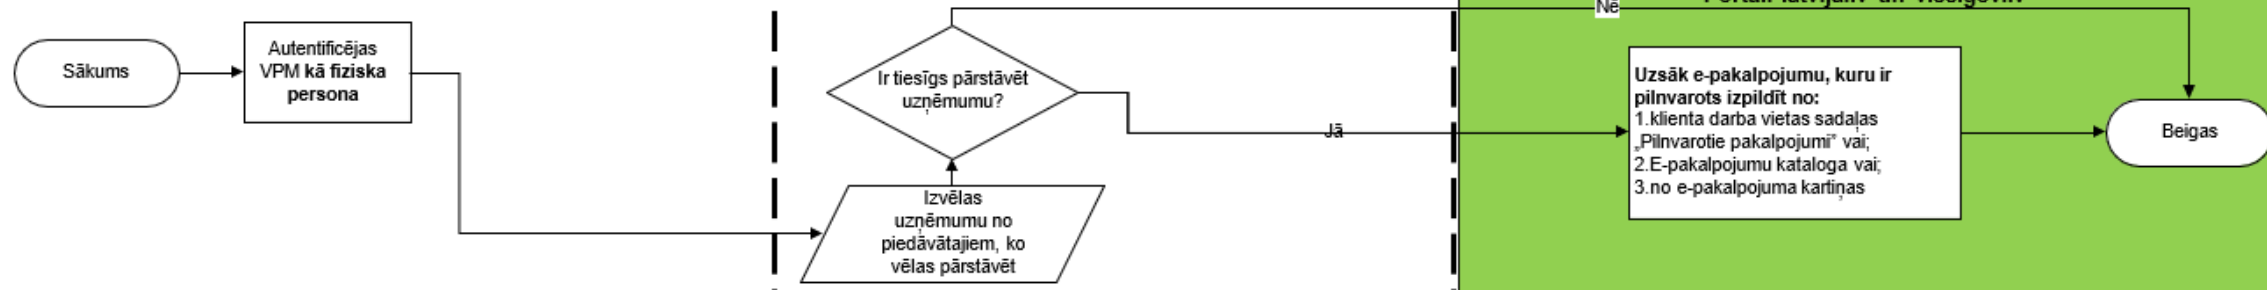 Nē
Sākums
Autentificējas
VPM kā fiziska
persona
Ir tiesīgs pārstāvēt
uzņēmumu?
Jā
Izvēlas
uzņēmumu no
piedāvātajiem, ko
vēlas pārstāvēt
Uzsāk e-pakalpojumu, kuru ir
pilnvarots izpildīt no:
1.klienta darba vietas sadaļas
„Pilnvarotie pakalpojumi” vai;
2.E-pakalpojumu kataloga vai;
3.no e-pakalpojuma kartiņas
Beigas